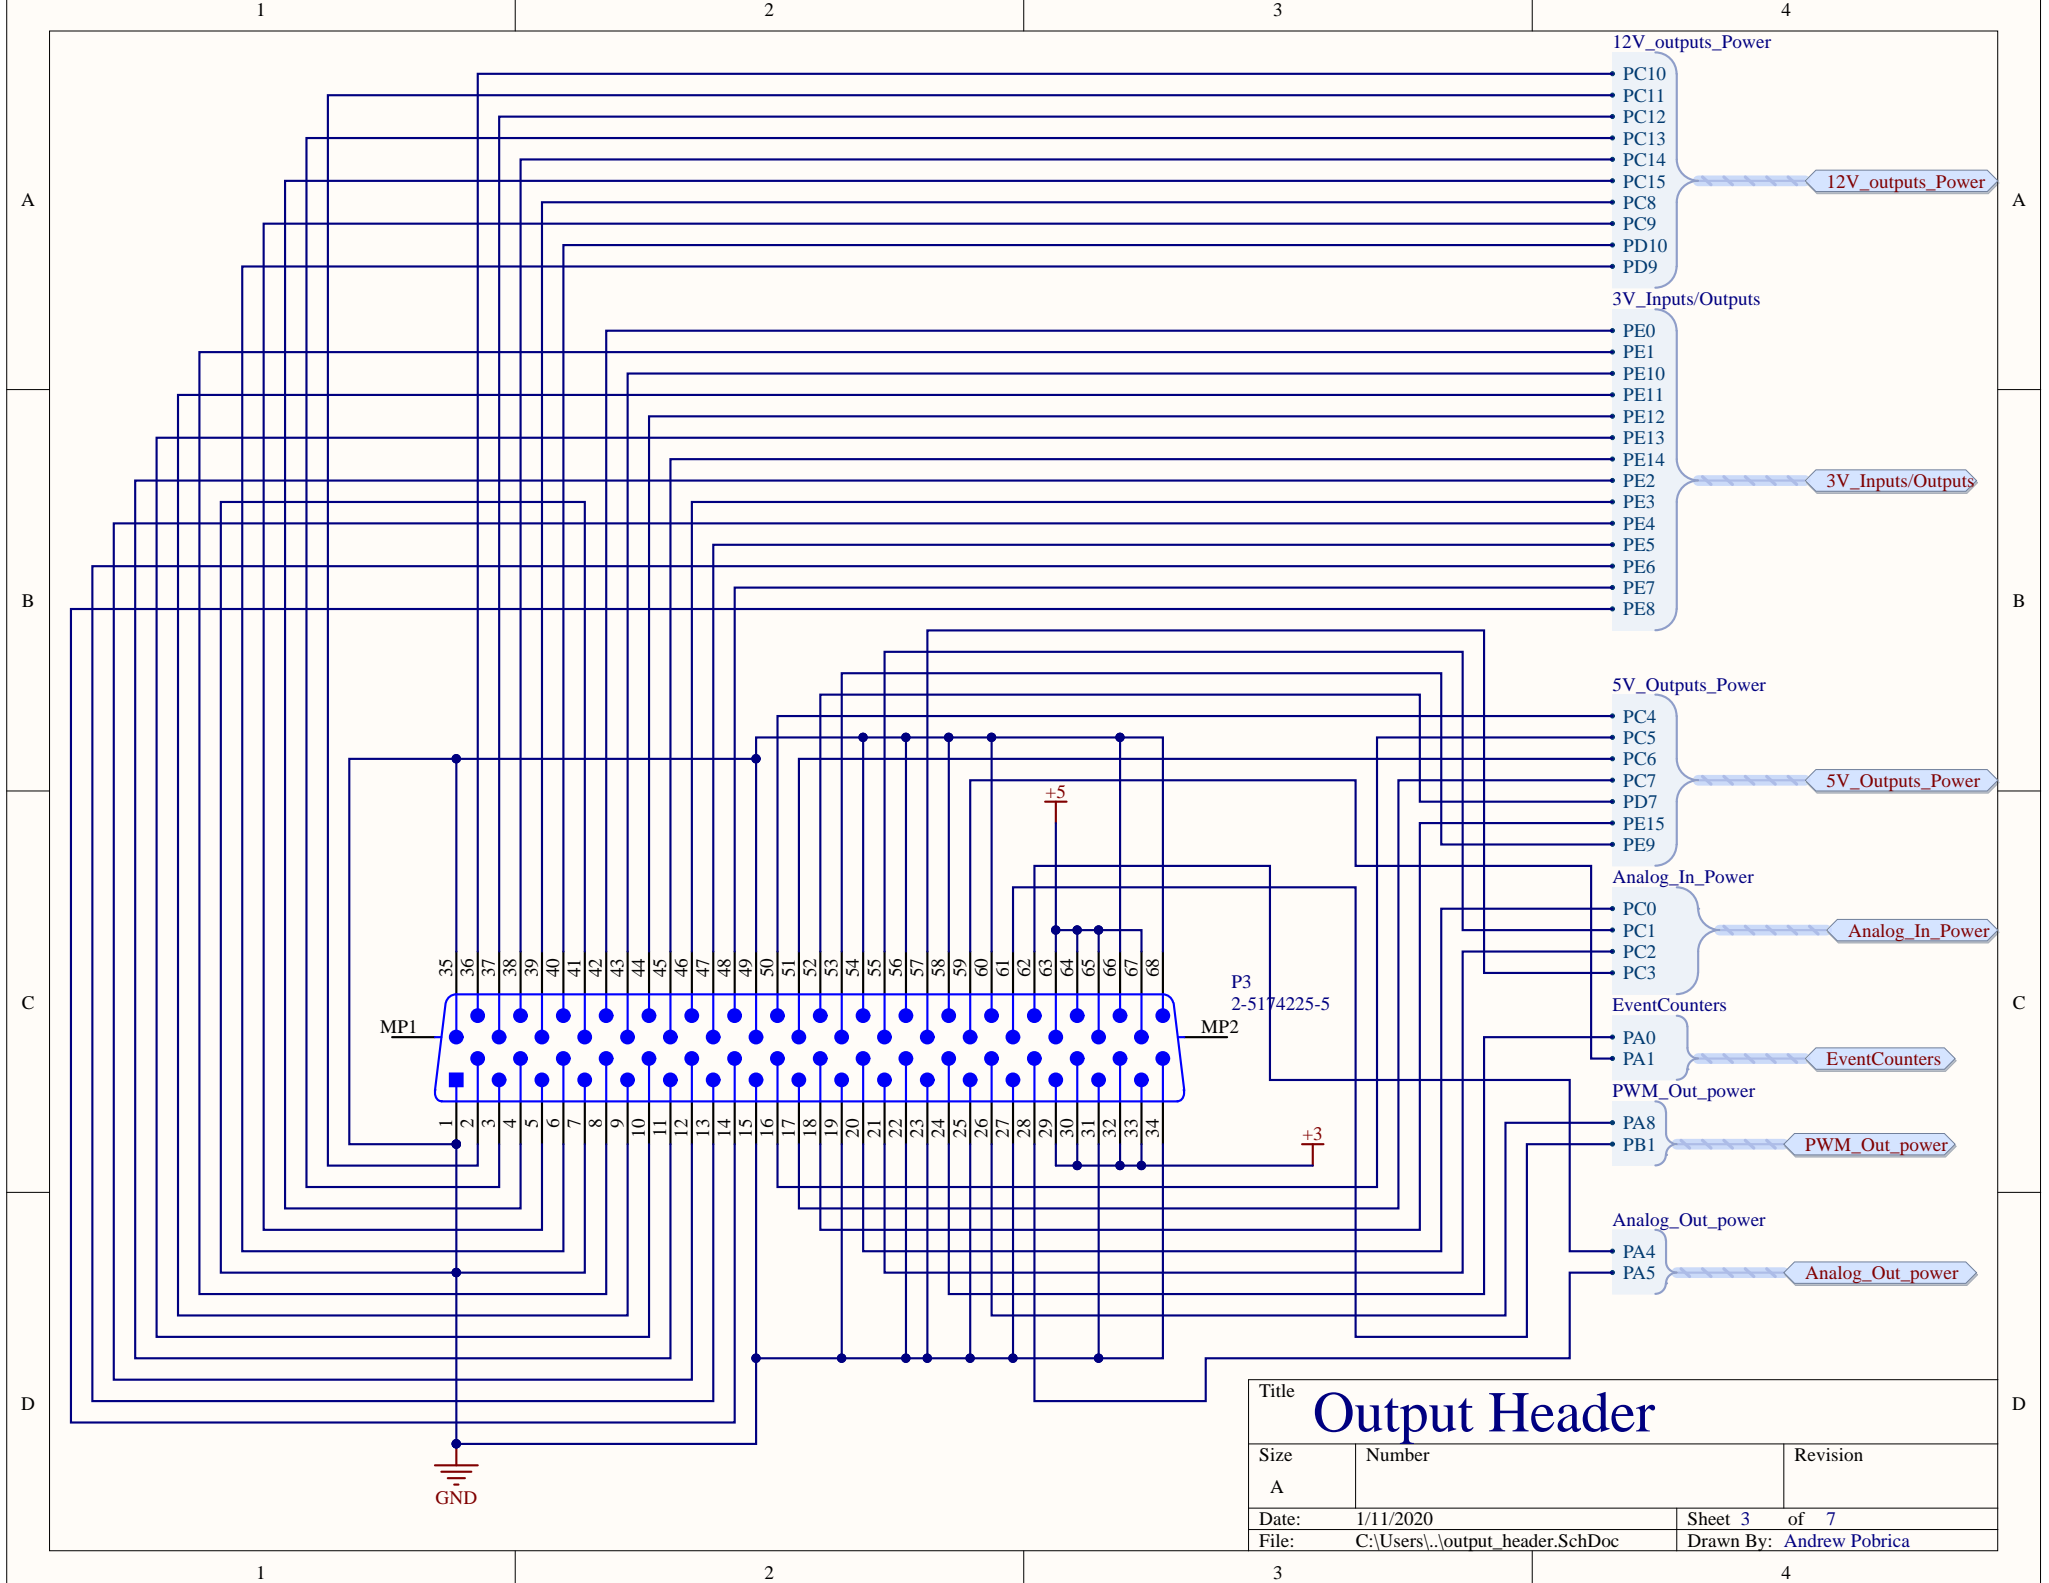 1 2 3 4
12V_outputs_Power
PC10
PC11
PC12
PC13
PC14
PC15
PC8
PC9
PD10
PD9
12V_outputs_Power
A A
3V_Inputs/Outputs
PE0
PE1
PE10
PE11
PE12
PE13
PE14
PE2
PE3
PE4
PE5
PE6
PE7
PE8
3V_Inputs/Outputs
B B
5V_Outputs_Power
PC4
PC5
PC6
PC7
PD7
PE15
PE9
5V_Outputs_Power
+5
Analog_In_Power
PC0
PC1
PC2
PC3
Analog_In_Power
35 36 37 38 39 40 41 42 43 44 45 46 47 48 49 50 51 52 53 54 55 56 57 58 59 60 61 62 63 64 65 66 67 68
P3
2-5174225-5
C C
MP1 MP2
EventCounters
PA0
PA1
EventCounters
1 2 3 4 5 6 7 8 9 10 11 12 13 14 15 16 17 18 19 20 21 22 23 24 25 26 27 28 29 30 31 32 33 34
+3
PWM_Out_power
PA8
PB1
PWM_Out_power
Analog_Out_power
PA4
PA5
Analog_Out_power
D D
GND
Title Output Header
Size Number Revision
A
Date: 1/11/2020 Sheet 3 of 7
File: C:\Users\..\output_header.SchDoc Drawn By: Andrew Pobrica
1 2 3 4